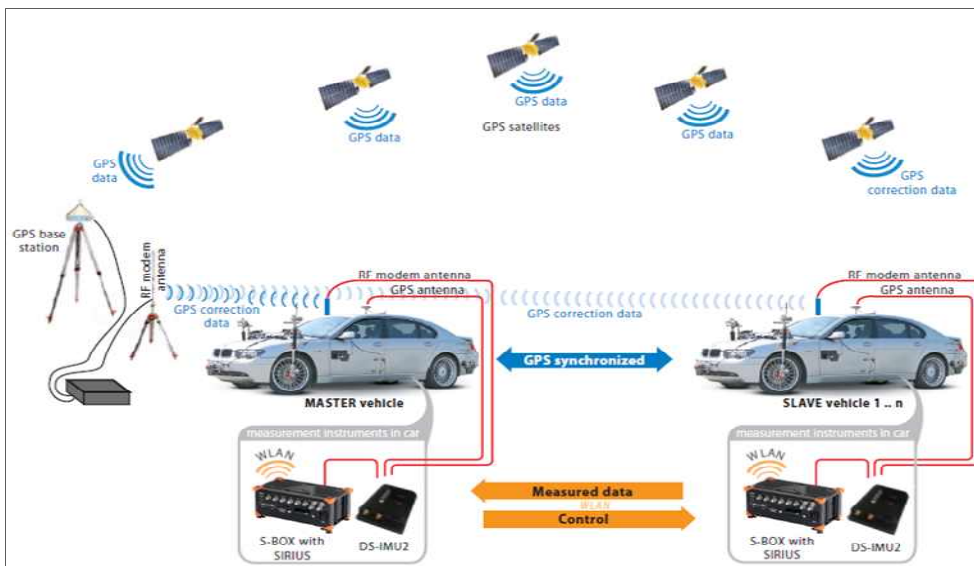 GPS data
GPS satellites
GPS data
GPS data
GPS
data
GPS
correction data
GPS base
station
RF modem
antenna
RF modem antenna
GPS antenna
GPS correction
data
GPS correction data
RF modem antenna
GPS antenna
GPS synchronized
MASTER vehicle
SLAVE vehicle 1 .. n
measurement instruments in car
WLAN
S-BOX with
SIRIUS
DS-IMU2
Measured data
WLAN
Control
measurement instruments in car
WLAN
S-BOX with
SIRIUS
DS-IMU2